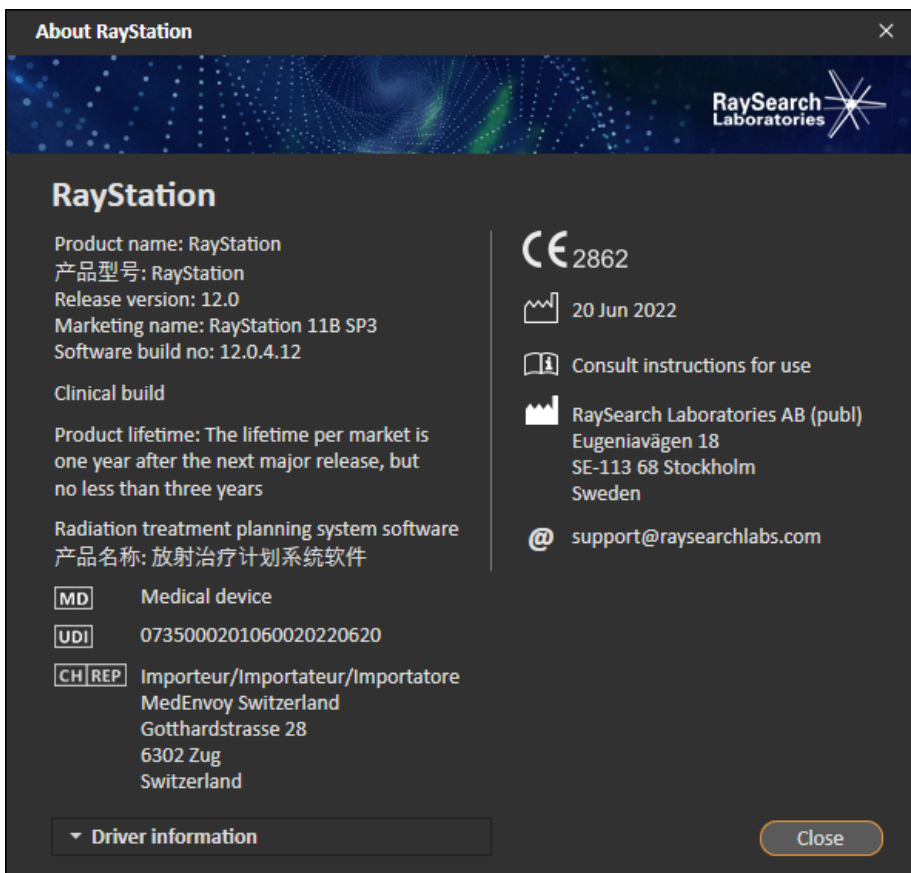 About RayStation
RaySearch
Laboratories
RayStation
Product name: RayStation
产品型号: RayStation
Release version: 12.0
Marketing name: RayStation 11B SP3
Software build no: 12.0.4.12
Clinical build
Product lifetime: The lifetime per market is
one year after the next major release, but
no less than three years
Radiation treatment planning system software
产品名称: 放射治疗计划系统软件
MD Medical device
UDI 0735000201060020220620
CH REP Importeur/Importateur/Importatore
MedEnvoy Switzerland
Gotthardstrasse 28
6302 Zug
Switzerland
CE 2862
20 Jun 2022
Consult instructions for use
RaySearch Laboratories AB (publ)
Eugeniavägen 18
SE-113 68 Stockholm
Sweden
@ support@raysearchlabs.com
Driver information
Close